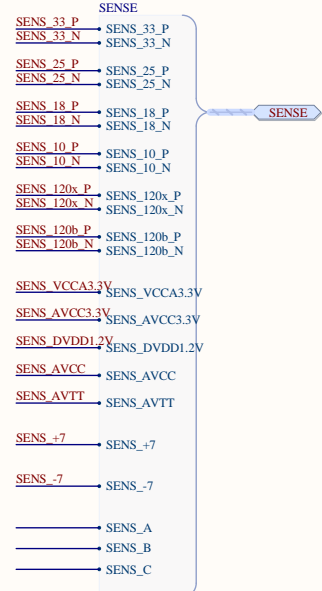 SENSE
SENS_33_P SENS_33_P
SENS_33_N SENS_33_N
SENS_25_P SENS_25_P
SENS_25_N SENS_25_N
SENS_18_P SENS_18_P SENSE
SENS_18_N SENS_18_N
SENS_10_P SENS_10_P
SENS_10_N SENS_10_N
SENS_120x_P SENS_120x_P
SENS_120x_N SENS_120x_N
SENS_120b_P SENS_120b_P
SENS_120b_N SENS_120b_N
SENS_VCCA3.3V SENS_VCCA3.3V
SENS_AVCC3.3V SENS_AVCC3.3V
SENS_DVDD1.2V SENS_DVDD1.2V
SENS_AVCC SENS_AVCC
SENS_AVTT SENS_AVTT
SENS_+7 SENS_+7
SENS_-7 SENS_-7
SENS_A
SENS_B
SENS_C